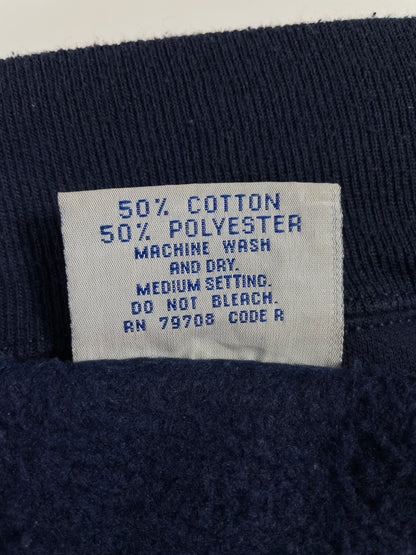 50% COTTON
50% POLYESTER
MACHINE WASH
AND DRY.
MEDIUM SETTING.
DO NOT BLEACH.
RN 79708 CODE R